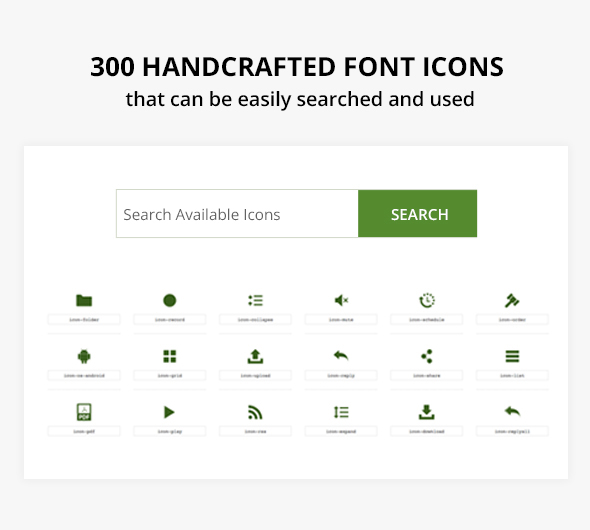 300 HANDCRAFTED FONT ICONS
that can be easily searched and used
Search Available Icons
SEARCH
icon-folder
icon-record
icon-collapse
icon-mute
icon-schedule
icon-order
icon-os-android
icon-grid
icon-upload
icon-reply
icon-share
icon-list
PDF
icon-pdf
icon-play
icon-rss
icon-expand
icon-download
icon-replyall